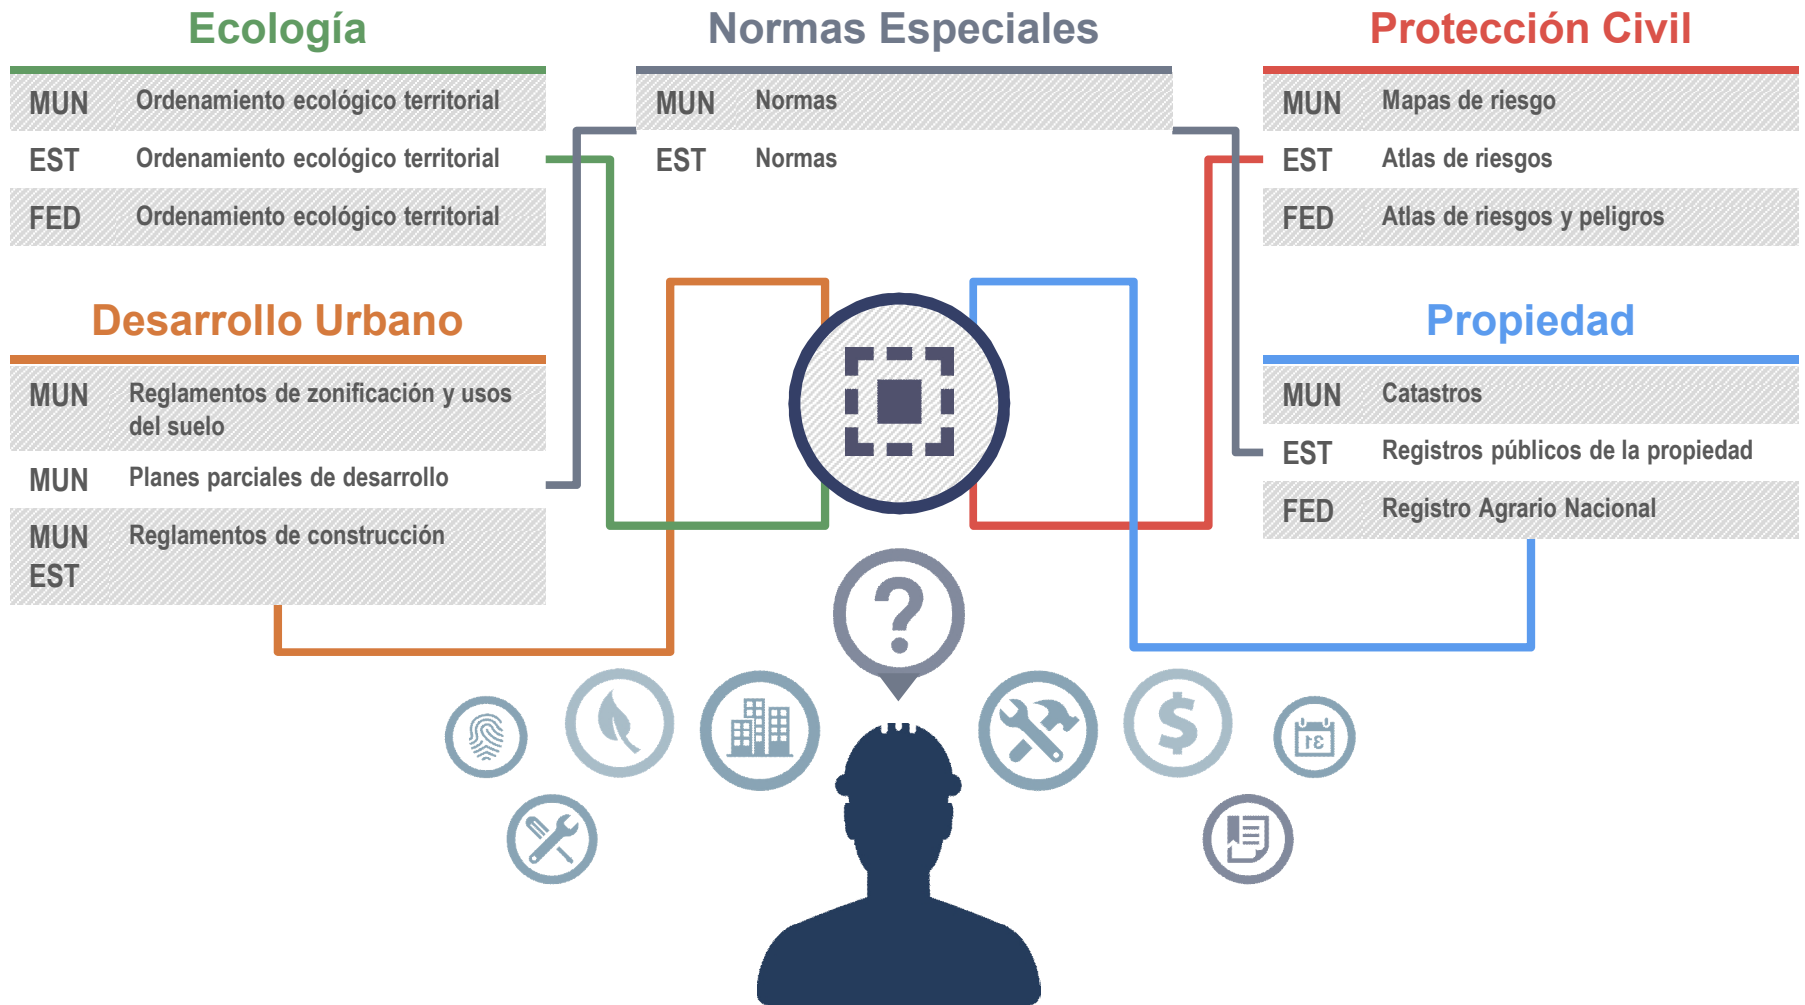 Ecología
MUN Ordenamiento ecológico territorial
EST Ordenamiento ecológico territorial
FED Ordenamiento ecológico territorial
Normas Especiales
MUN Normas
EST Normas
Protección Civil
MUN Mapas de riesgo
EST Atlas de riesgos
FED Atlas de riesgos y peligros
Desarrollo Urbano
MUN Reglamentos de zonificación y usos
del suelo
MUN Planes parciales de desarrollo
MUN Reglamentos de construcción
EST
Propiedad
MUN Catastros
EST Registros públicos de la propiedad
FED Registro Agrario Nacional
?
$
31